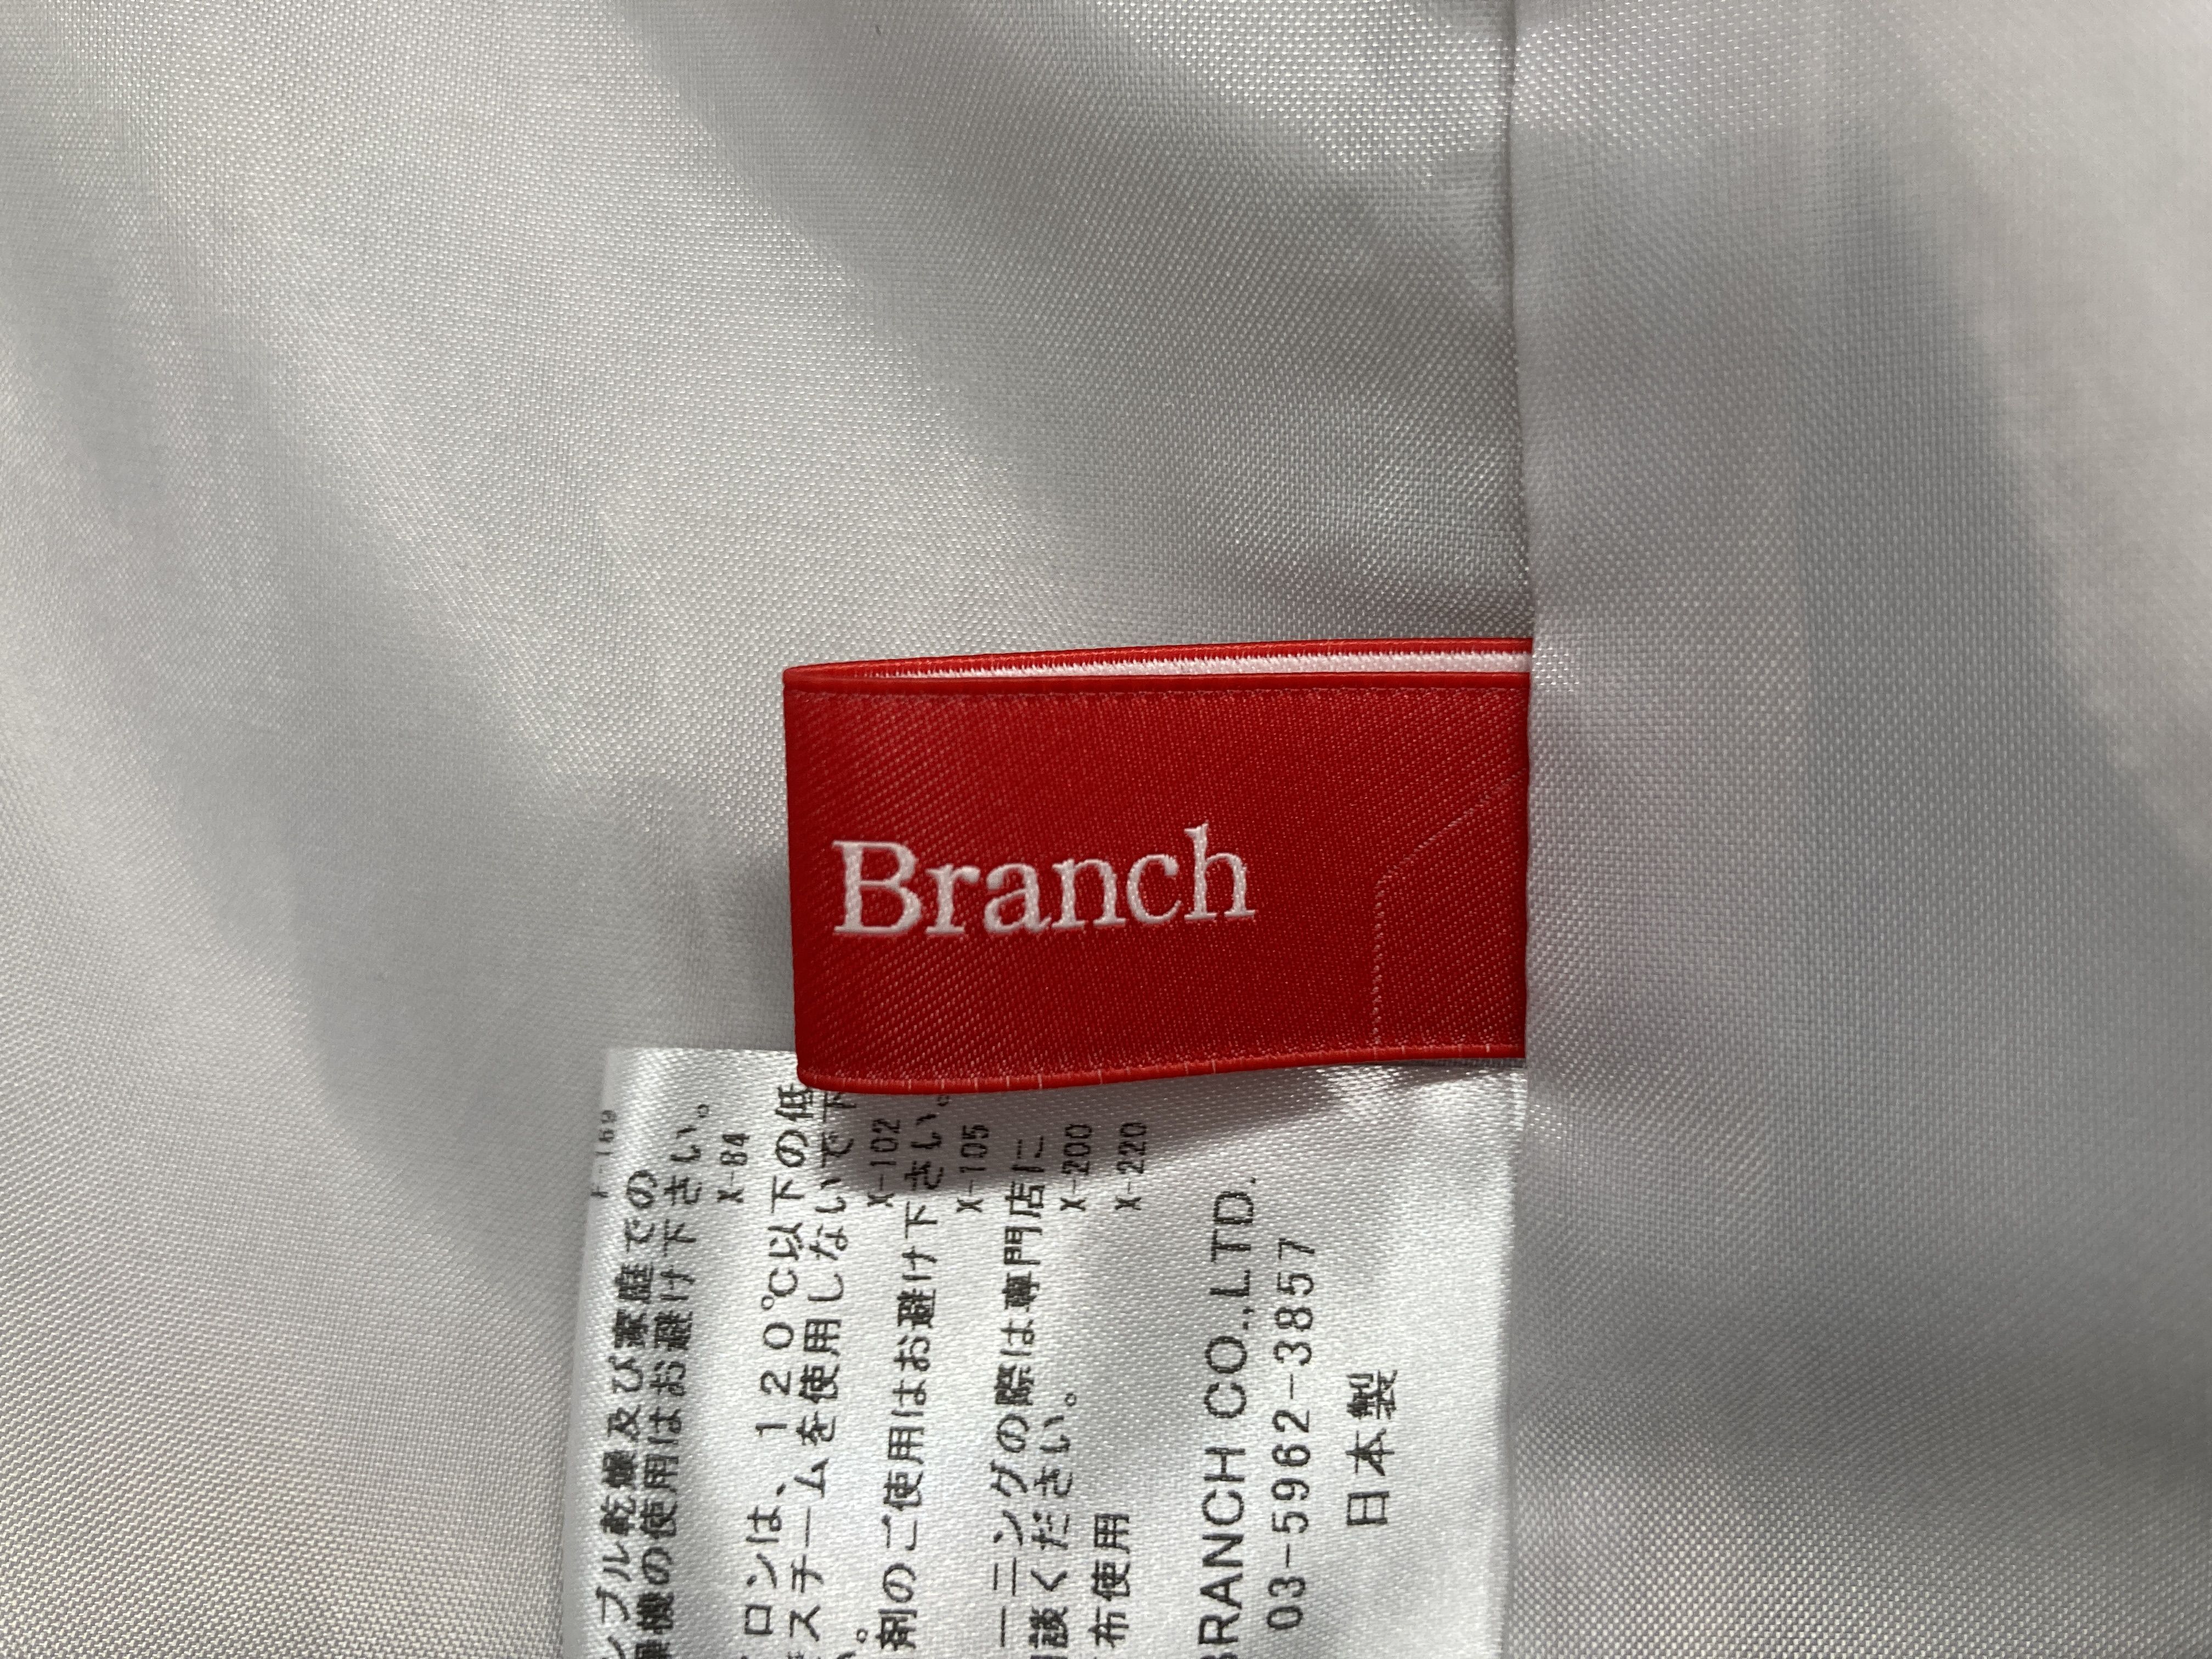 Branch
F-169
ンブル乾燥及び家庭での
機の使用はお避け下さい。
X-84
ロンは、120℃以下の低
スチームを使用しないで下
X-102
剤のご使用はお避け下さい。
X-105
ーニングの際は専門店に
談ください。
X-200
布使用
X-220
BRANCH CO.,LTD.
03-5962-3857
日本製